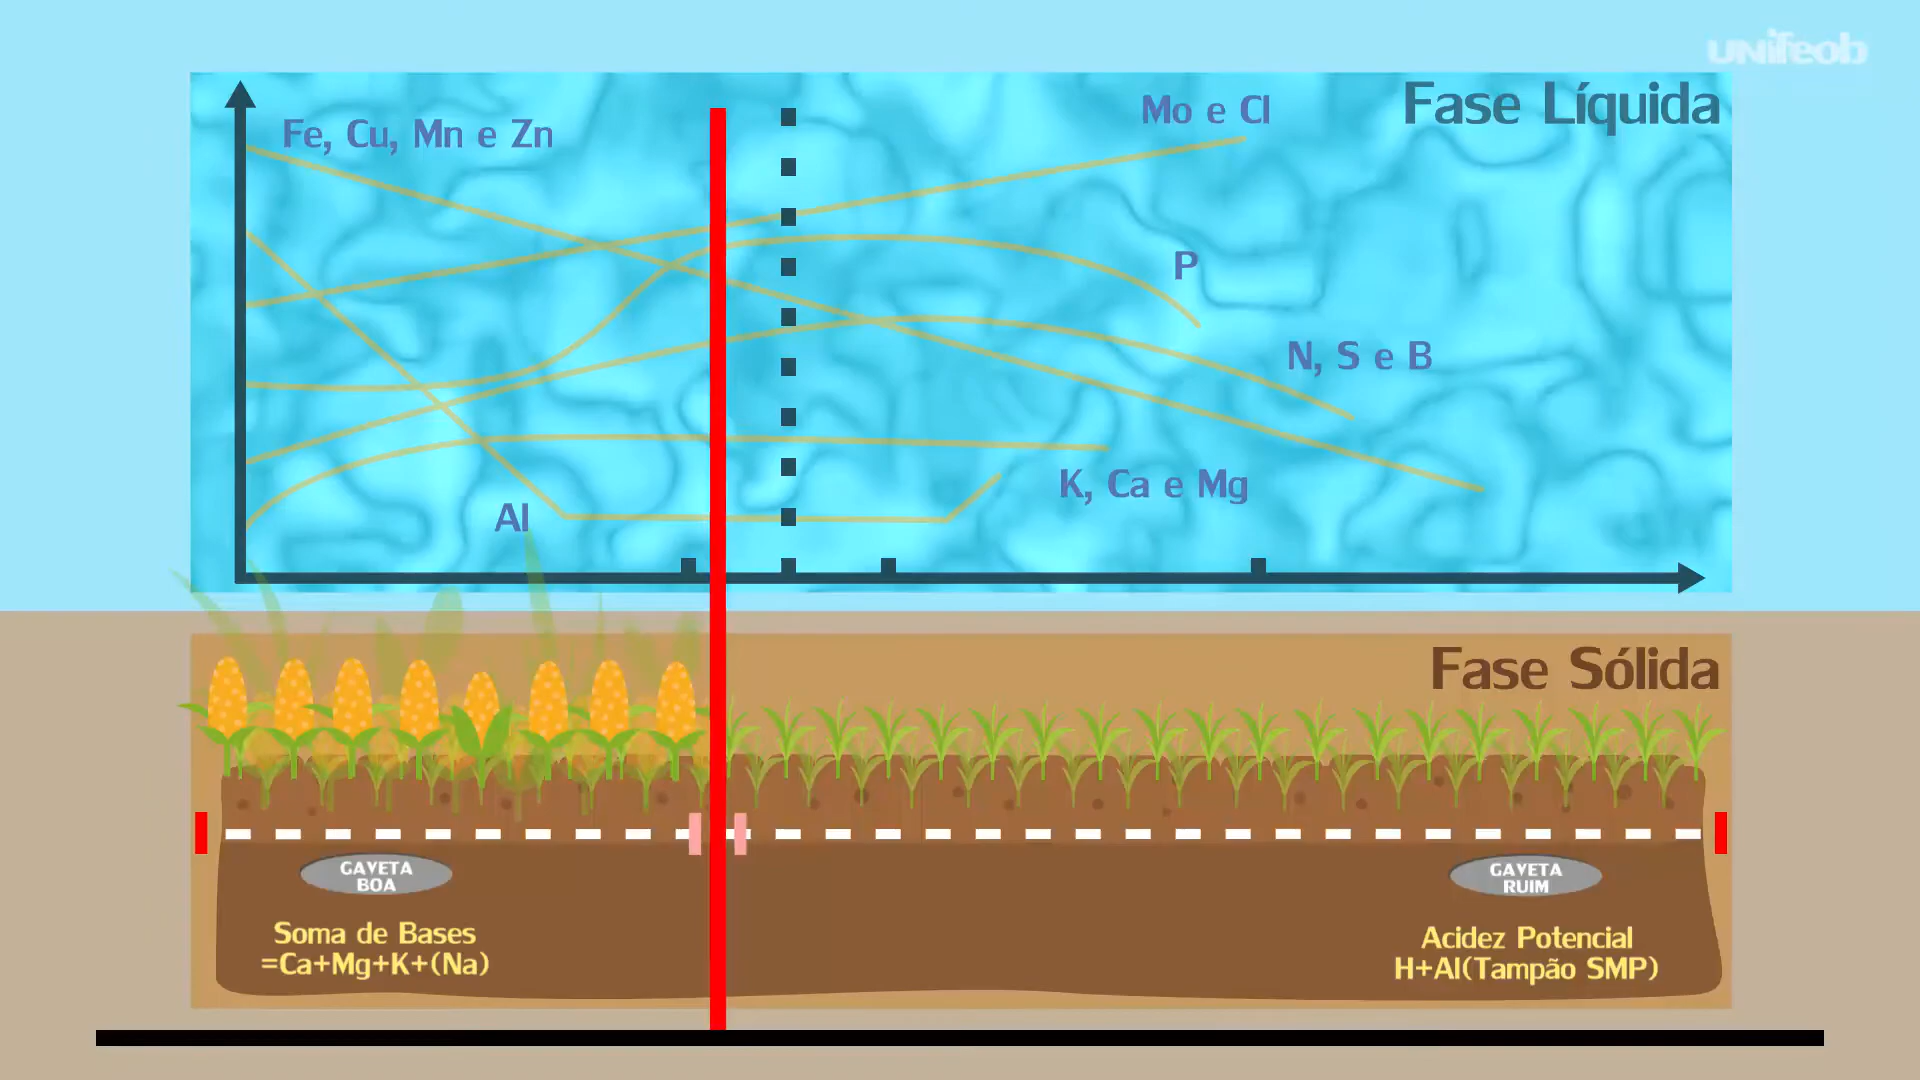 unifeob
Fase Líquida
Fe, Cu, Mn e Zn
Mo e Cl
P
N, S e B
K, Ca e Mg
Al
Fase Sólida
GAVETA
BOA
GAVETA
RUIM
Soma de Bases
=Ca+Mg+K+(Na)
Acidez Potencial
H+Al(Tampão SMP)